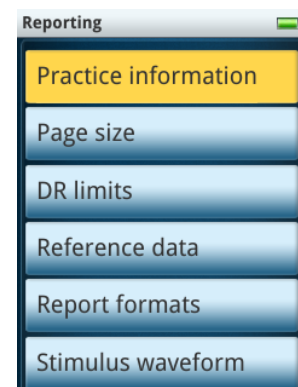 Reporting
Practice information
Page size
DR limits
Reference data
Report formats
Stimulus waveform